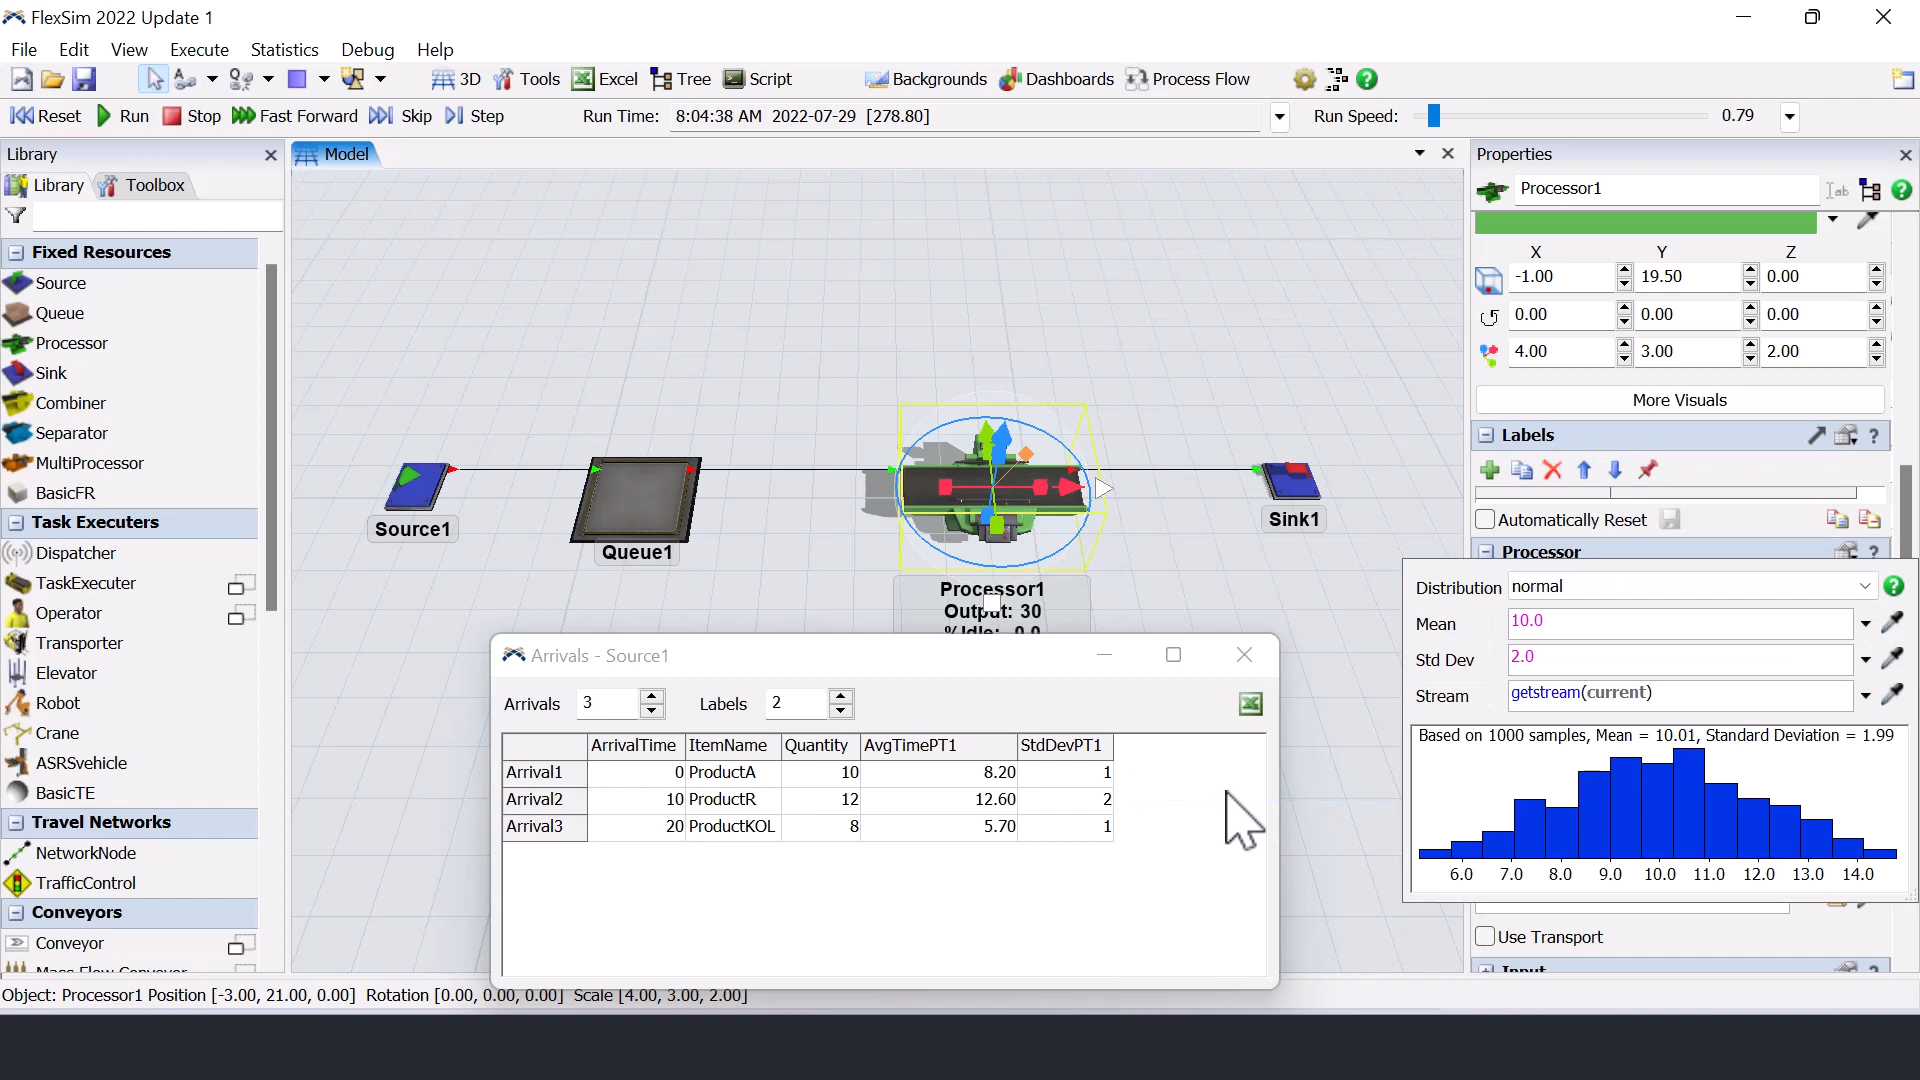 FlexSim 2022 Update 1
File Edit View Execute Statistics Debug Help
3D Tools Excel Tree Script Backgrounds Dashboards Process Flow
Reset Run Stop Fast Forward Skip Step Run Time: 8:04:38 AM 2022-07-29 [278.80] Run Speed: 0.79
Library
Library Toolbox
Fixed Resources
Source
Queue
Processor
Sink
Combiner
Separator
MultiProcessor
BasicFR
Task Executers
Dispatcher
TaskExecuter
Operator
Transporter
Elevator
Robot
Crane
ASRSvehicle
BasicTE
Travel Networks
NetworkNode
TrafficControl
Conveyors
Conveyor
Mass Flow Conveyor
Model
Source1
Queue1
Processor1
Output: 30
%Idle: 0.0
Sink1
Arrivals - Source1
Arrivals 3 Labels 2
ArrivalTime ItemName Quantity AvgTimePT1 StdDevPT1
Arrival1 0 ProductA 10 8.20 1
Arrival2 10 ProductR 12 12.60 2
Arrival3 20 ProductKOL 8 5.70 1
Properties
Processor1
X Y Z
-1.00 19.50 0.00
0.00 0.00 0.00
4.00 3.00 2.00
More Visuals
Labels
Automatically Reset
Processor
Distribution normal
Mean 10.0
Std Dev 2.0
Stream getstream(current)
Based on 1000 samples, Mean = 10.01, Standard Deviation = 1.99
6.0 7.0 8.0 9.0 10.0 11.0 12.0 13.0 14.0
Use Transport
Input
Object: Processor1 Position [-3.00, 21.00, 0.00] Rotation [0.00, 0.00, 0.00] Scale [4.00, 3.00, 2.00]